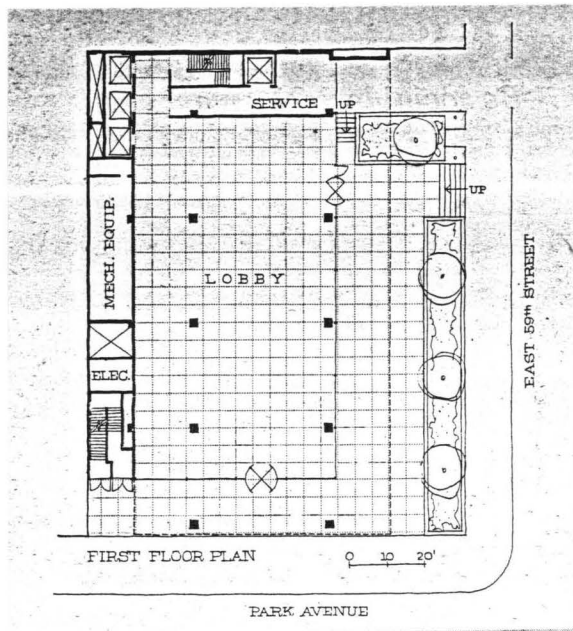 SERVICE
UP
UP
MECH. EQUIP.
LOBBY
EAST 59th STREET
ELEC.
FIRST FLOOR PLAN
0 10 20'
PARK AVENUE